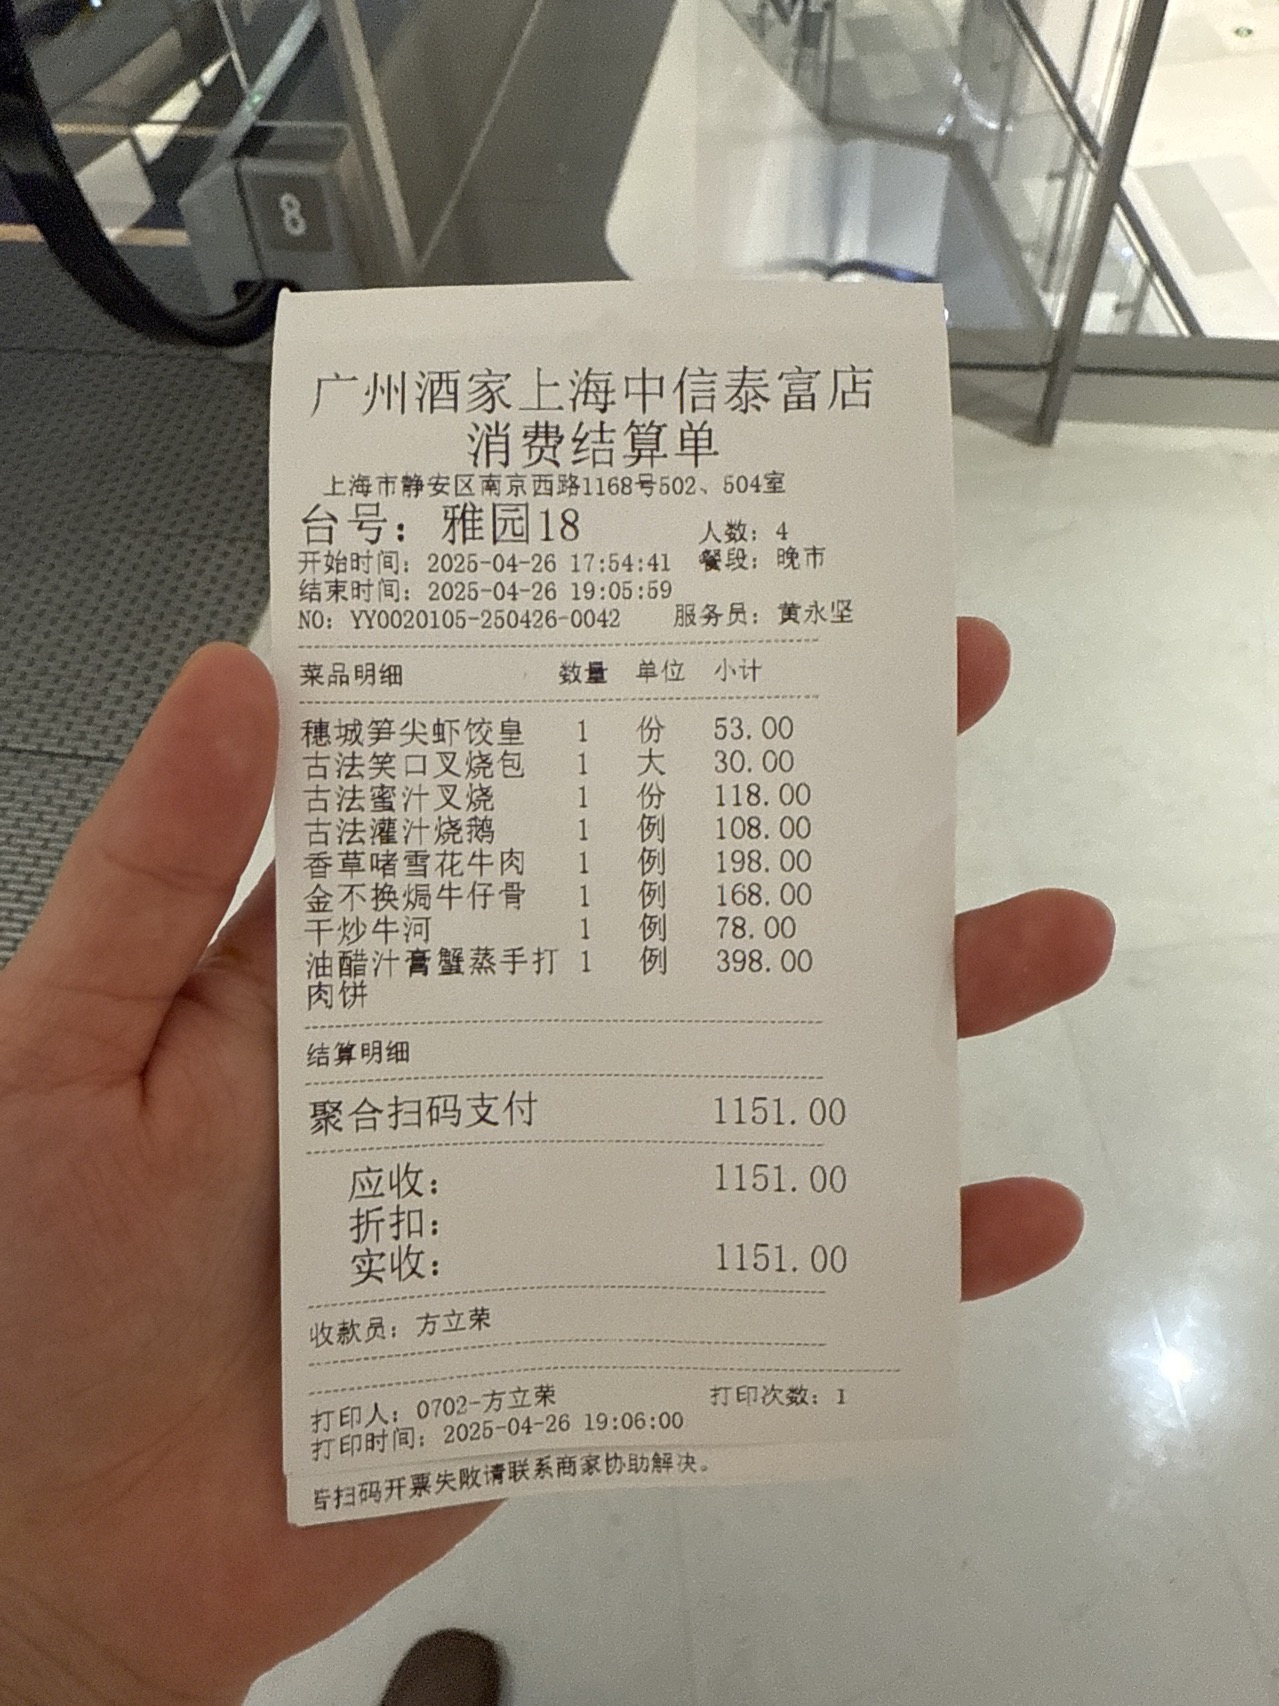 8
广州酒家上海中信泰富店
消费结算单
上海市静安区南京西路1168号502、504室
台号：雅园18 人数：4
开始时间：2025-04-26 17:54:41 餐段：晚市
结束时间：2025-04-26 19:05:59
NO：YY0020105-250426-0042 服务员：黄永坚
菜品明细 数量 单位 小计
穗城笋尖虾饺皇 1 份 53.00
古法笑口叉烧包 1 大 30.00
古法蜜汁叉烧 1 份 118.00
古法灌汁烧鹅 1 例 108.00
香草啫雪花牛肉 1 例 198.00
金不换焗牛仔骨 1 例 168.00
干炒牛河 1 例 78.00
油醋汁膏蟹蒸手打 1 例 398.00
肉饼
结算明细
聚合扫码支付 1151.00
应收： 1151.00
折扣：
实收： 1151.00
收款员：方立荣
打印人：0702-方立荣 打印次数：1
打印时间：2025-04-26 19:06:00
扫码开票失败请联系商家协助解决。